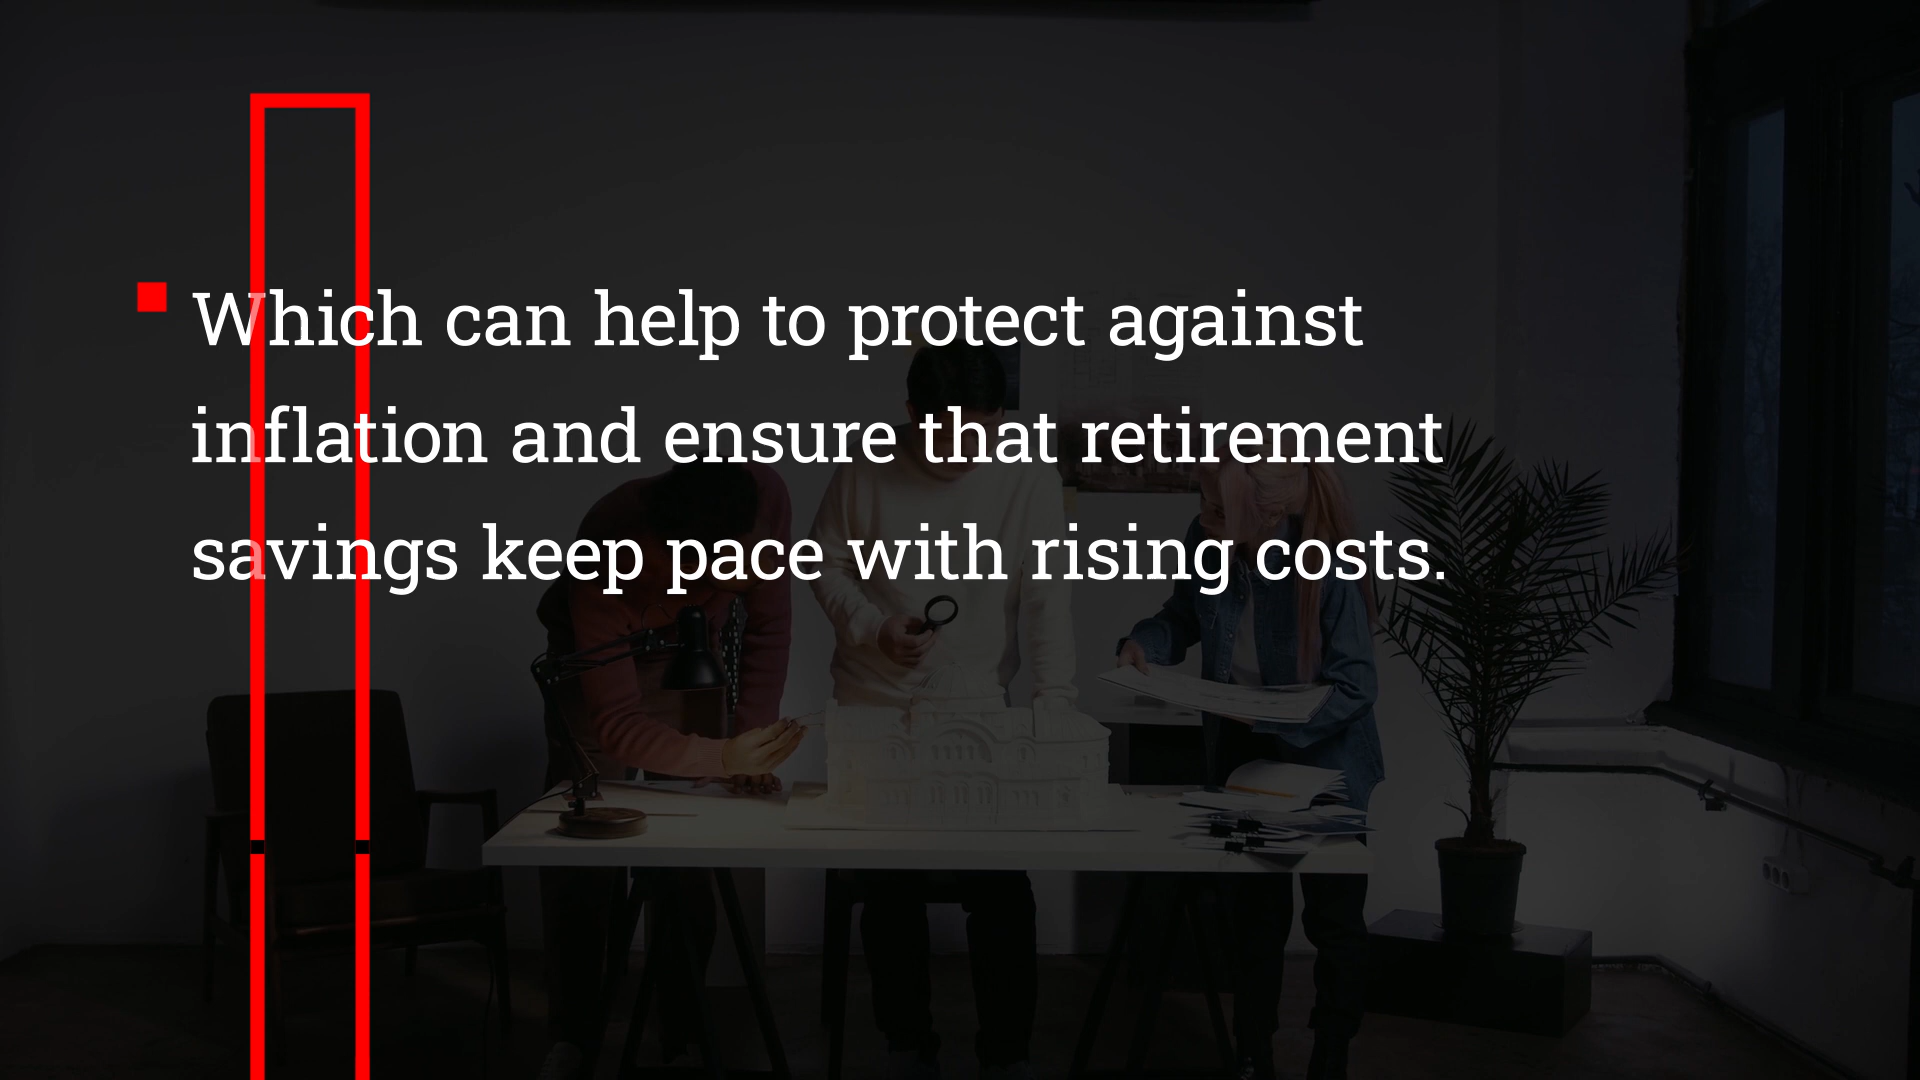 Which can help to protect against
inflation and ensure that retirement
savings keep pace with rising costs.